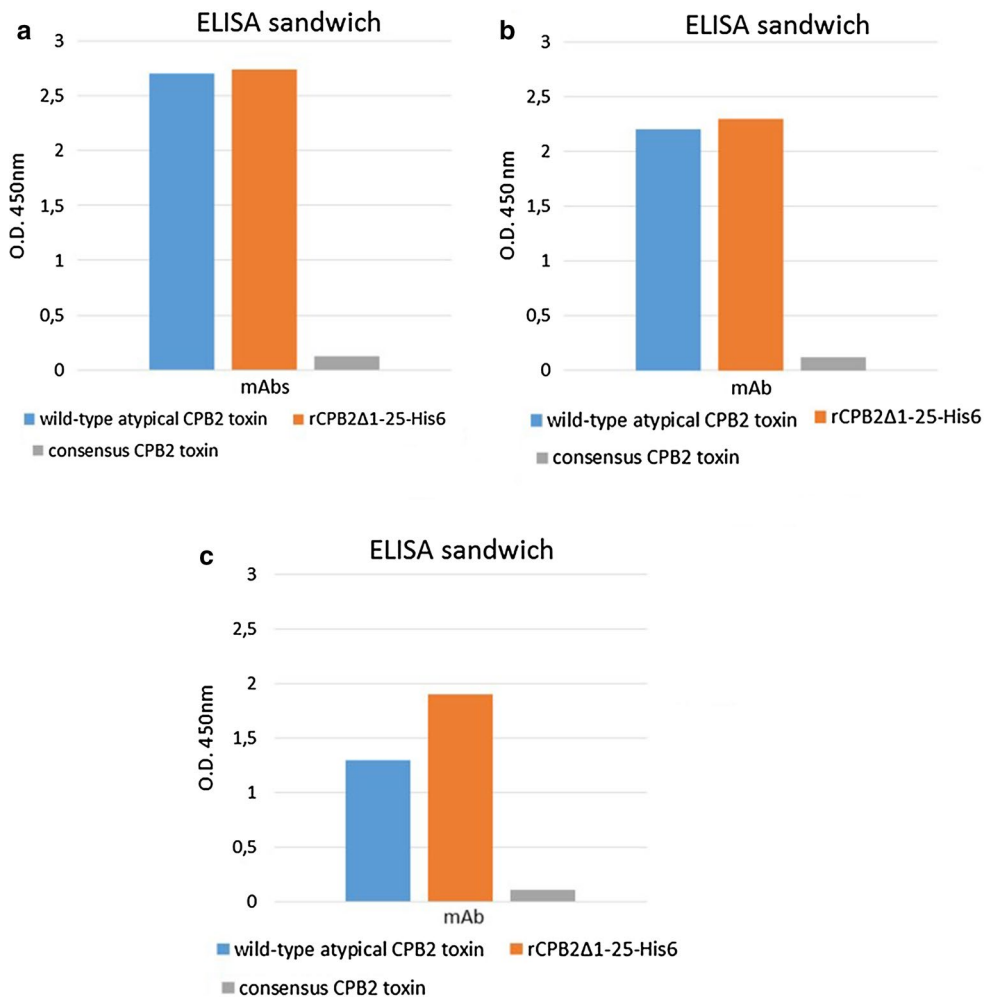 a
ELISA sandwich
3
2,5
2
1,5
1
0,5
0
O.D. 450nm
mAbs
wild-type atypical CPB2 toxin
rCPB2Δ1-25-His6
consensus CPB2 toxin
b
ELISA sandwich
3
2,5
2
1,5
1
0,5
0
O.D. 450 nm
mAb
wild-type atypical CPB2 toxin
rCPB2Δ1-25-His6
consensus CPB2 toxin
c
ELISA sandwich
3
2,5
2
1,5
1
0,5
0
O.D. 450nm
mAb
wild-type atypical CPB2 toxin
rCPB2Δ1-25-His6
consensus CPB2 toxin